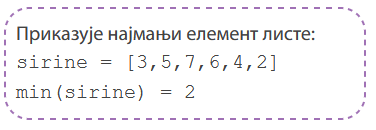 Приказује најмањи елемент листе:
sirine = [3,5,7,6,4,2]
min(sirine) = 2